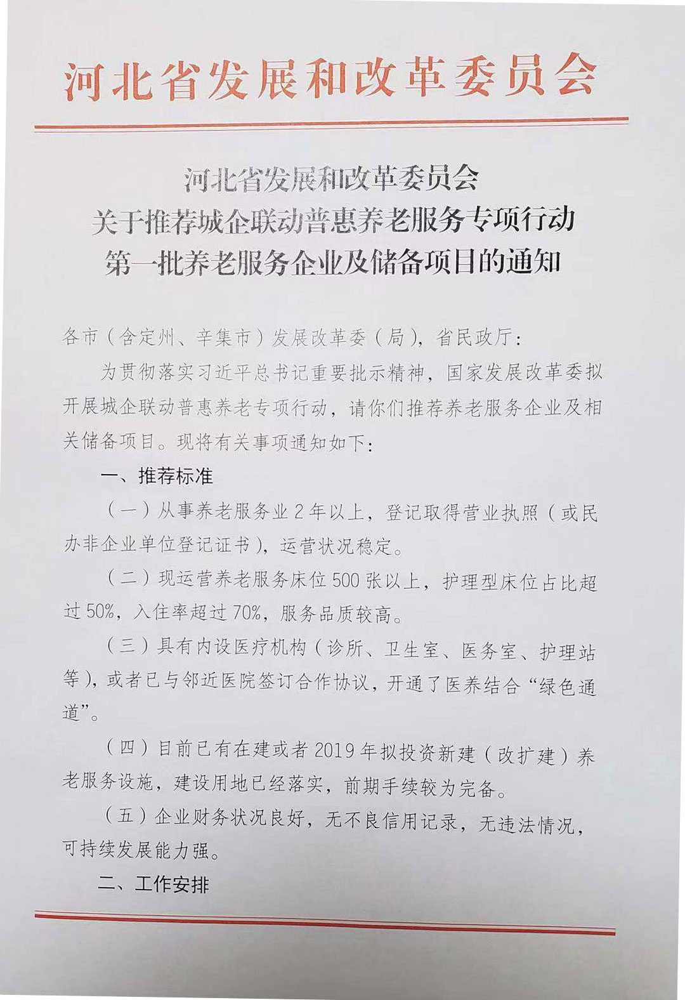 河北省发展和改革委员会
河北省发展和改革委员会
关于推荐城企联动普惠养老服务专项行动
第一批养老服务企业及储备项目的通知
各市（含定州、辛集市）发展改革委（局），省民政厅：
为贯彻落实习近平总书记重要批示精神，国家发展改革委拟
开展城企联动普惠养老专项行动，请你们推荐养老服务企业及相
关储备项目。现将有关事项通知如下：
一、推荐标准
（一）从事养老服务业2年以上，登记取得营业执照（或民
办非企业单位登记证书），运营状况稳定。
（二）现运营养老服务床位500张以上，护理型床位占比超
过50%，入住率超过70%，服务品质较高。
（三）具有内设医疗机构（诊所、卫生室、医务室、护理站
等），或者已与邻近医院签订合作协议，开通了医养结合“绿色通
道”。
（四）目前已有在建或者2019年拟投资新建（改扩建）养
老服务设施，建设用地已经落实，前期手续较为完备。
（五）企业财务状况良好，无不良信用记录，无违法情况，
可持续发展能力强。
二、工作安排